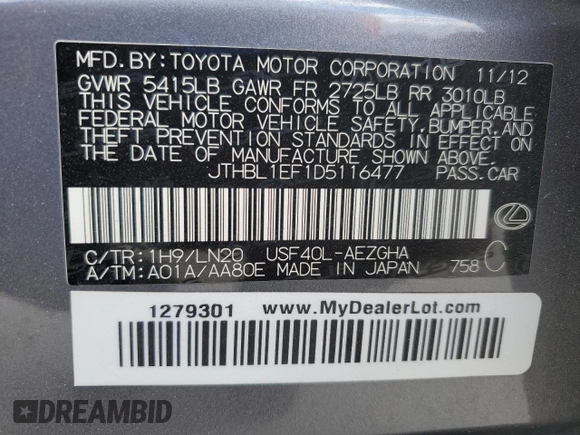 MFD.BY: TOYOTA MOTOR CORPORATION 11/12
GVWR 5415LB GAWR FR 2725LB RR 3010LB
THIS VEHICLE CONFORMS TO ALL APPLICABLE
FEDERAL MOTOR VEHICLE SAFETY, BUMPER, AND
THEFT PREVENTION STANDARDS IN EFFECT ON
THE DATE OF MANUFACTURE SHOWN ABOVE.
JTHBL1EF1D5116477 PASS.CAR
C/TR:1H9/LN20 USF40L-AEZGHA
A/TM:A01A/AA80E MADE IN JAPAN 758 C
1279301 www.MyDealerLot.com
DREAMBID